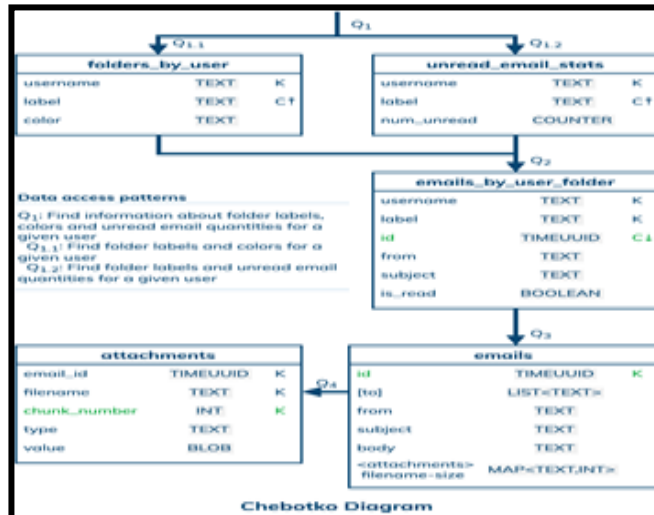 Q1
Q1.1
Q1.2
folders_by_user
username TEXT K
label TEXT C↑
color TEXT
unread_email_stats
username TEXT K
label TEXT C↑
num_unread COUNTER
Q2
emails_by_user_folder
username TEXT K
label TEXT K
id TIMEUUID C↓
from TEXT
subject TEXT
is_read BOOLEAN
Data access patterns
Q1: Find information about folder labels,
colors and unread email quantities for a
given user
Q1.1: Find folder labels and colors for a
given user
Q1.2: Find folder labels and unread email
quantities for a given user
Q3
attachments
email_id TIMEUUID K
filename TEXT K
chunk_number INT K
type TEXT
value BLOB
Q4
emails
id TIMEUUID K
[to] LIST<TEXT>
from TEXT
subject TEXT
body TEXT
<attachments>
filename-size MAP<TEXT,INT>
Chebotko Diagram